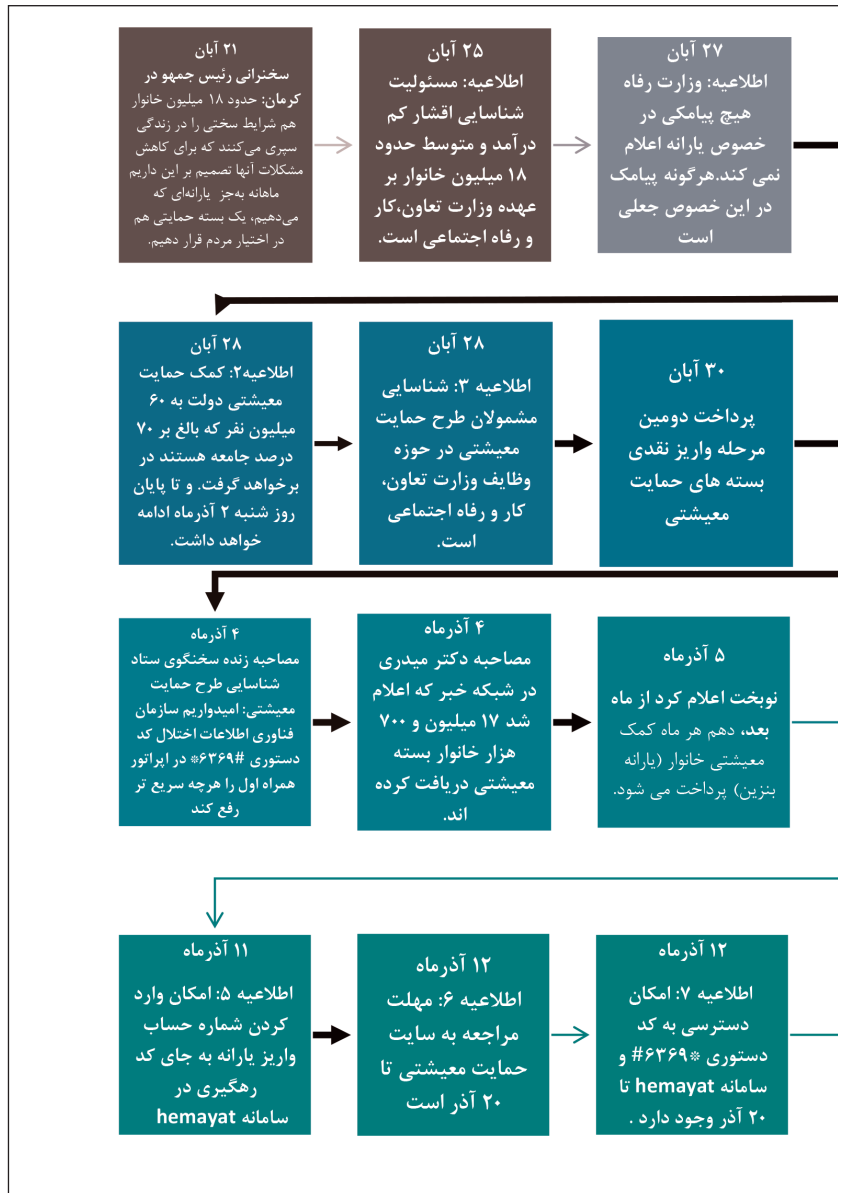 ۲۱ آبان
سخنرانی رئیس جمهو در
کرمان: حدود ۱۸ میلیون خانوار
هم شرایط سختی را در زندگی
سپری می‌کنند که برای کاهش
مشکلات آنها تصمیم بر این داریم
ماهانه به‌جز یارانه‌ای که
می‌دهیم، یک بسته حمایتی هم
در اختیار مردم قرار دهیم.
۲۵ آبان
اطلاعیه: مسئولیت
شناسایی اقشار کم
درآمد و متوسط حدود
۱۸ میلیون خانوار بر
عهده وزارت تعاون،کار
و رفاه اجتماعی است.
۲۷ آبان
اطلاعیه: وزارت رفاه
هیچ پیامکی در
خصوص یارانه اعلام
نمی کند.هرگونه پیامک
در این خصوص جعلی
است
۲۸ آبان
اطلاعیه۲: کمک حمایت
معیشتی دولت به ۶۰
میلیون نفر که بالغ بر ۷۰
درصد جامعه هستند در
برخواهد گرفت. و تا پایان
روز شنبه ۲ آذرماه ادامه
خواهد داشت.
۲۸ آبان
اطلاعیه ۳: شناسایی
مشمولان طرح حمایت
معیشتی در حوزه
وظایف وزارت تعاون،
کار و رفاه اجتماعی
است.
۳۰ آبان
پرداخت دومین
مرحله واریز نقدی
بسته های حمایت
معیشتی
۴ آذرماه
مصاحبه زنده سخنگوی ستاد
شناسایی طرح حمایت
معیشتی: امیدواریم سازمان
فناوری اطلاعات اختلال کد
دستوری #۶۳۶۹* در اپراتور
همراه اول را هرچه سریع تر
رفع کند
۴ آذرماه
مصاحبه دکتر میدری
در شبکه خبر که اعلام
شد ۱۷ میلیون و ۷۰۰
هزار خانوار بسته
معیشتی دریافت کرده
اند.
۵ آذرماه
نوبخت اعلام کرد از ماه
بعد، دهم هر ماه کمک
معیشتی خانوار (یارانه
بنزین) پرداخت می شود.
۱۱ آذرماه
اطلاعیه ۵: امکان وارد
کردن شماره حساب
واریز یارانه به جای کد
رهگیری در
سامانه hemayat
۱۲ آذرماه
اطلاعیه ۶: مهلت
مراجعه به سایت
حمایت معیشتی تا
۲۰ آذر است
۱۲ آذرماه
اطلاعیه ۷: امکان
دسترسی به کد
دستوری *۶۳۶۹# و
سامانه hemayat تا
۲۰ آذر وجود دارد .